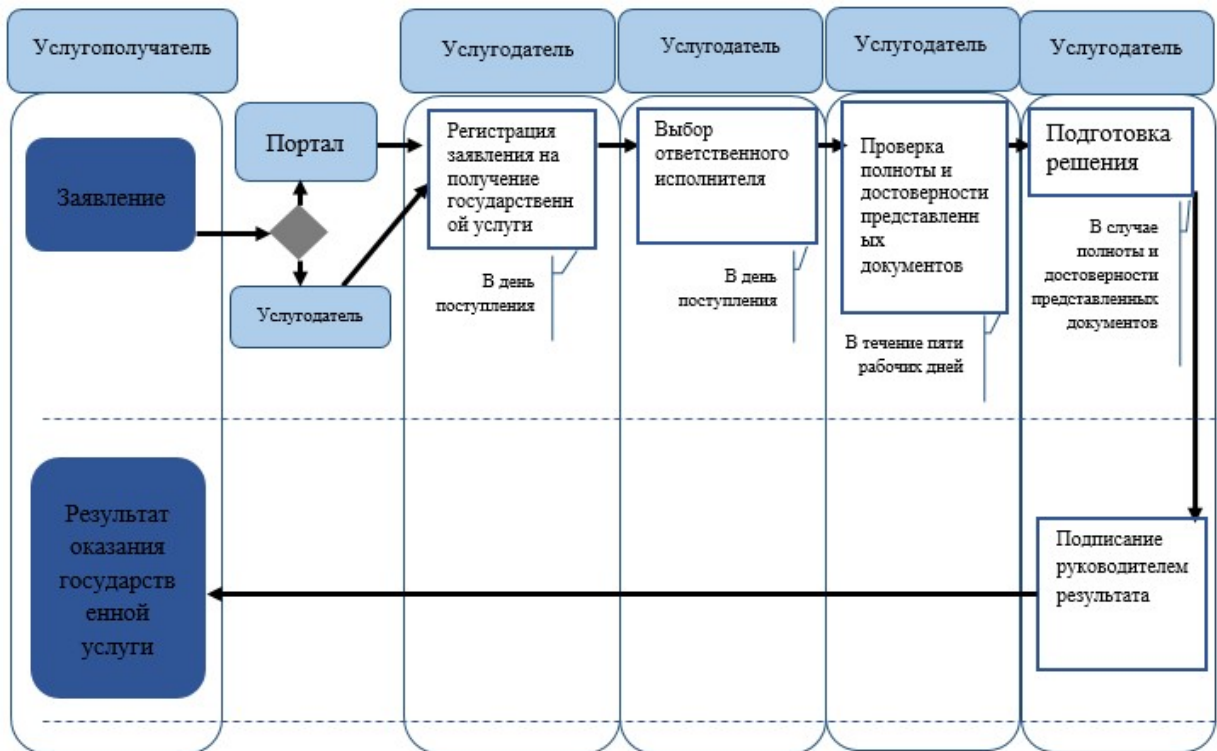 Услугополучатель
Услугодатель
Услугодатель
Услугодатель
Услугодатель
Заявление
Портал
Услугодатель
Регистрация
заявления на
получение
государственн
ой услуги
В день
поступления
Выбор
ответственного
исполнителя
В день
поступления
Проверка
полноты и
достоверности
представленн
ых
документов
В течение пяти
рабочих дней
Подготовка
решения
В случае
полноты и
достоверности
представленных
документов
Результат
оказания
государств
енной
услуги
Подписание
руководителем
результата